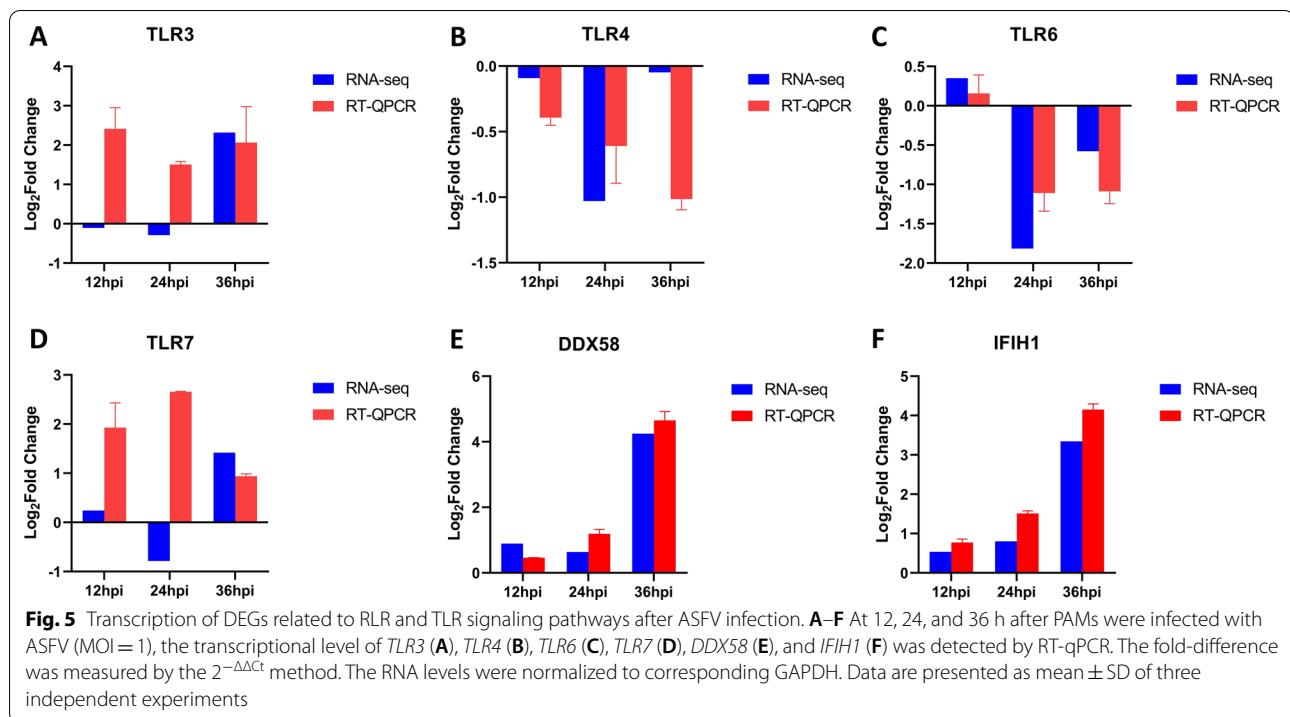 A
TLR3
RNA-seq
RT-QPCR
Log₂Fold Change
4
3
2
1
0
-1
12hpi 24hpi 36hpi
B
TLR4
RNA-seq
RT-QPCR
Log₂Fold Change
0.0
-0.5
-1.0
-1.5
12hpi 24hpi 36hpi
C
TLR6
RNA-seq
RT-QPCR
Log₂Fold Change
0.5
0.0
-0.5
-1.0
-1.5
-2.0
12hpi 24hpi 36hpi
D
TLR7
RNA-seq
RT-QPCR
Log₂Fold Change
3
2
1
0
-1
12hpi 24hpi 36hpi
E
DDX58
RNA-seq
RT-QPCR
Log₂Fold Change
6
4
2
0
12hpi 24hpi 36hpi
F
IFIH1
RNA-seq
RT-QPCR
Log₂Fold Change
5
4
3
2
1
0
12hpi 24hpi 36hpi
Fig. 5 Transcription of DEGs related to RLR and TLR signaling pathways after ASFV infection. A–F At 12, 24, and 36 h after PAMs were infected with
ASFV (MOI = 1), the transcriptional level of TLR3 (A), TLR4 (B), TLR6 (C), TLR7 (D), DDX58 (E), and IFIH1 (F) was detected by RT-qPCR. The fold-difference
was measured by the 2^−ΔΔCt method. The RNA levels were normalized to corresponding GAPDH. Data are presented as mean ± SD of three
independent experiments